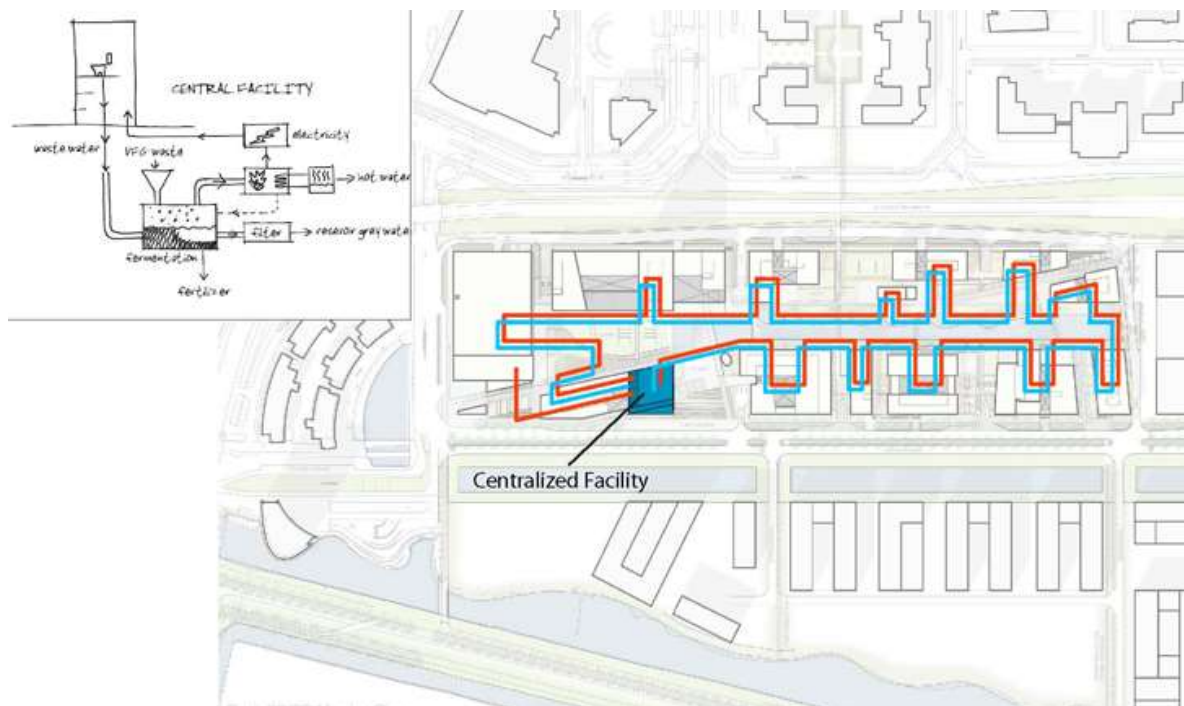 CENTRAL FACILITY
electricity
waste water
VFG waste
hot water
filter
fermentation
fertilizer
Centralized Facility